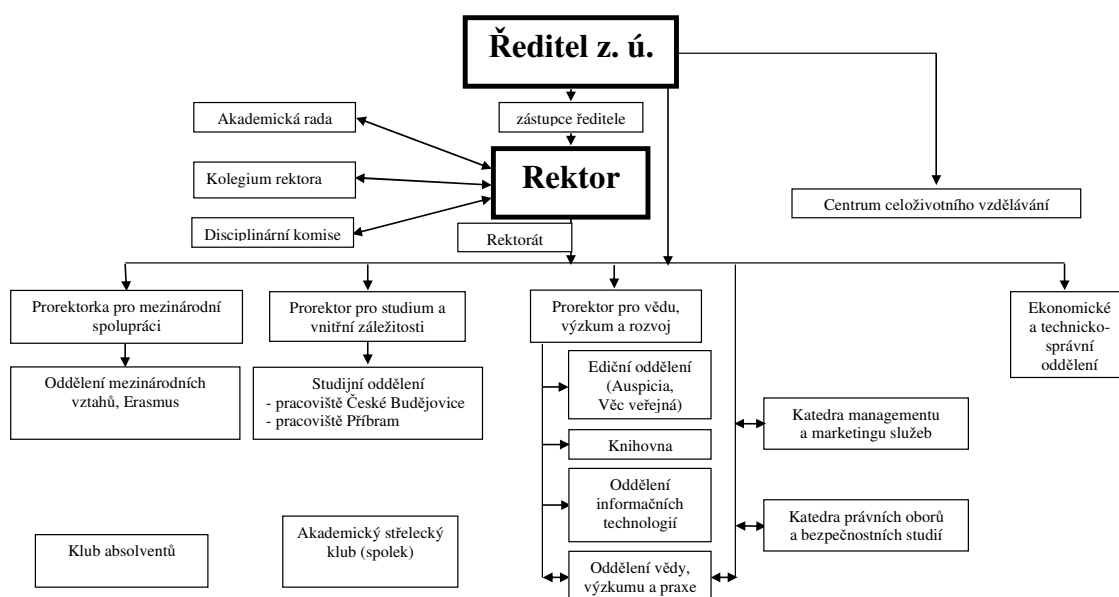 Ředitel z. ú.
zástupce ředitele
Akademická rada
Rektor
Kolegium rektora
Centrum celoživotního vzdělávání
Disciplinární komise
Rektorát
Prorektorka pro mezinárodní
spolupráci
Prorektor pro studium a
vnitřní záležitosti
Prorektor pro vědu,
výzkum a rozvoj
Ekonomické
a technicko-
správní
oddělení
Oddělení mezinárodních
vztahů, Erasmus
Studijní oddělení
- pracoviště České Budějovice
- pracoviště Příbram
Ediční oddělení
(Auspicia,
Věc veřejná)
Katedra managementu
a marketingu služeb
Knihovna
Oddělení
informačních
technologií
Katedra právních oborů
a bezpečnostních studií
Klub absolventů
Akademický střelecký
klub (spolek)
Oddělení vědy,
výzkumu a praxe